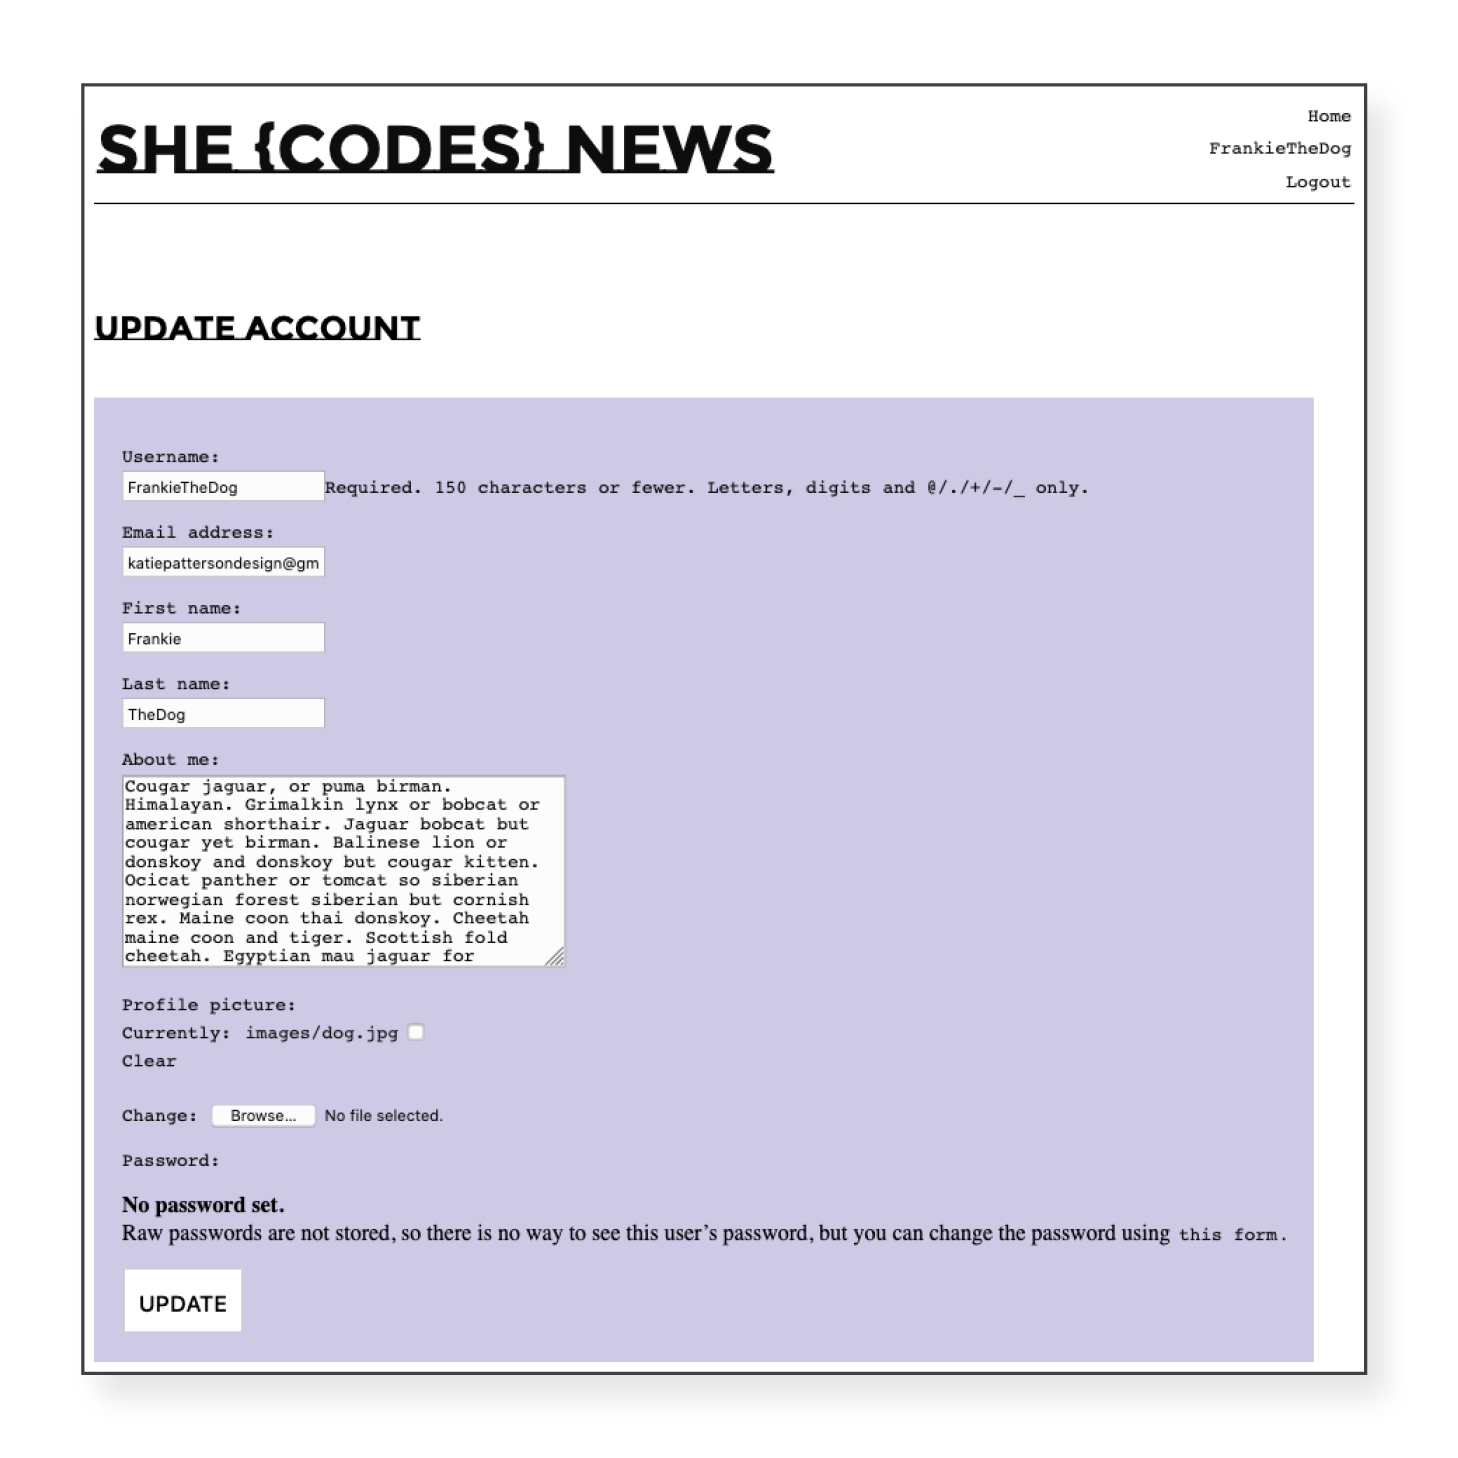 SHE {CODES} NEWS
Home
FrankieTheDog
Logout
UPDATE ACCOUNT
Username:
FrankieTheDog
Required. 150 characters or fewer. Letters, digits and @/./+/-/_ only.
Email address:
katiepattersondesign@gm
First name:
Frankie
Last name:
TheDog
About me:
Cougar jaguar, or puma birman.
Himalayan. Grimalkin lynx or bobcat or
american shorthair. Jaguar bobcat but
cougar yet birman. Balinese lion or
donskoy and donskoy but cougar kitten.
Ocicat panther or tomcat so siberian
norwegian forest siberian but cornish
rex. Maine coon thai donskoy. Cheetah
maine coon and tiger. Scottish fold
cheetah. Egyptian mau jaguar for
Profile picture:
Currently: images/dog.jpg
Clear
Change: Browse... No file selected.
Password:
No password set.
Raw passwords are not stored, so there is no way to see this user’s password, but you can change the password using this form.
UPDATE